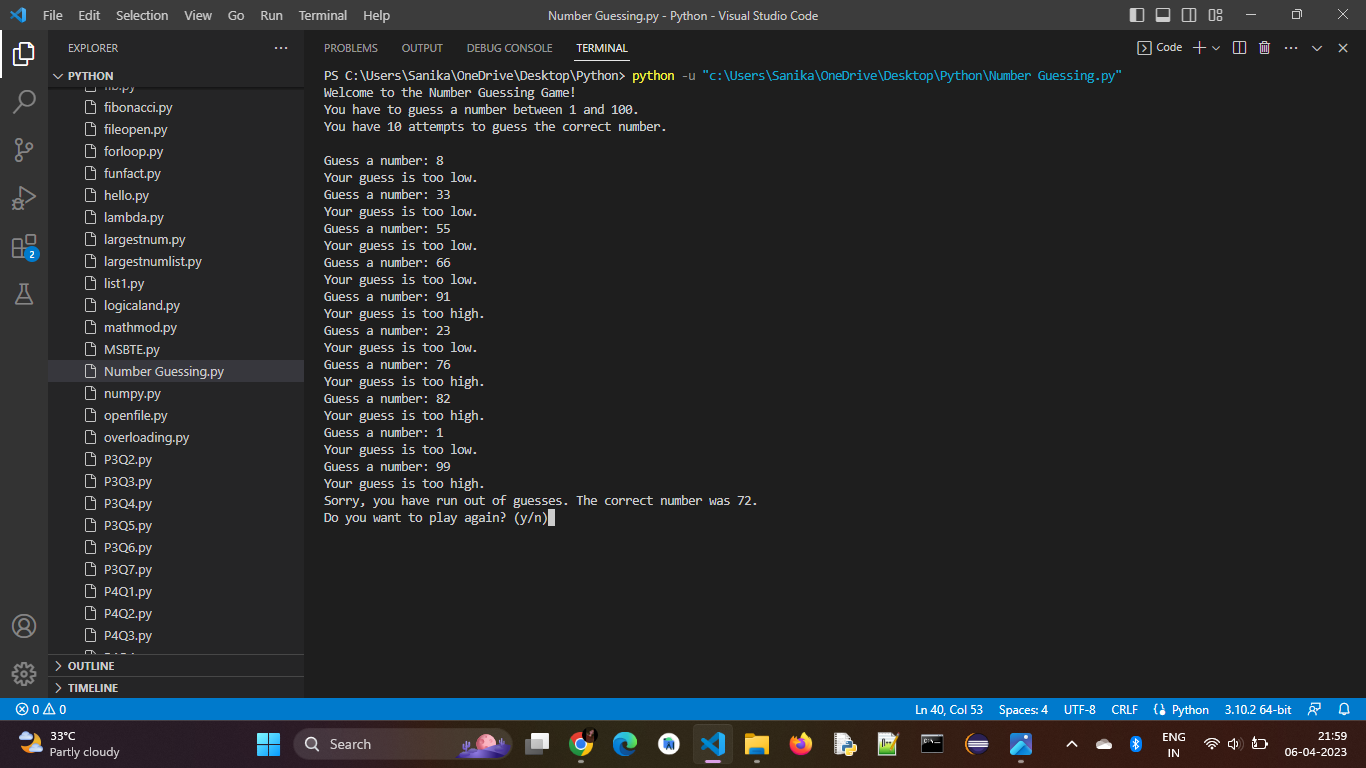 File Edit Selection View Go Run Terminal Help
Number Guessing.py - Python - Visual Studio Code
EXPLORER
PYTHON
fib.py
fibonacci.py
fileopen.py
forloop.py
funfact.py
hello.py
lambda.py
largestnum.py
largestnumlist.py
list1.py
logicaland.py
mathmod.py
MSBTE.py
Number Guessing.py
numpy.py
openfile.py
overloading.py
P3Q2.py
P3Q3.py
P3Q4.py
P3Q5.py
P3Q6.py
P3Q7.py
P4Q1.py
P4Q2.py
P4Q3.py
OUTLINE
TIMELINE
2
PROBLEMS OUTPUT DEBUG CONSOLE TERMINAL
Code
PS C:\Users\Sanika\OneDrive\Desktop\Python> python -u "c:\Users\Sanika\OneDrive\Desktop\Python\Number Guessing.py"
Welcome to the Number Guessing Game!
You have to guess a number between 1 and 100.
You have 10 attempts to guess the correct number.
Guess a number: 8
Your guess is too low.
Guess a number: 33
Your guess is too low.
Guess a number: 55
Your guess is too low.
Guess a number: 66
Your guess is too low.
Guess a number: 91
Your guess is too high.
Guess a number: 23
Your guess is too low.
Guess a number: 76
Your guess is too high.
Guess a number: 82
Your guess is too high.
Guess a number: 1
Your guess is too low.
Guess a number: 99
Your guess is too high.
Sorry, you have run out of guesses. The correct number was 72.
Do you want to play again? (y/n)
0 0
Ln 40, Col 53 Spaces: 4 UTF-8 CRLF Python 3.10.2 64-bit
33°C
Partly cloudy
Search
ENG
IN
21:59
06-04-2023